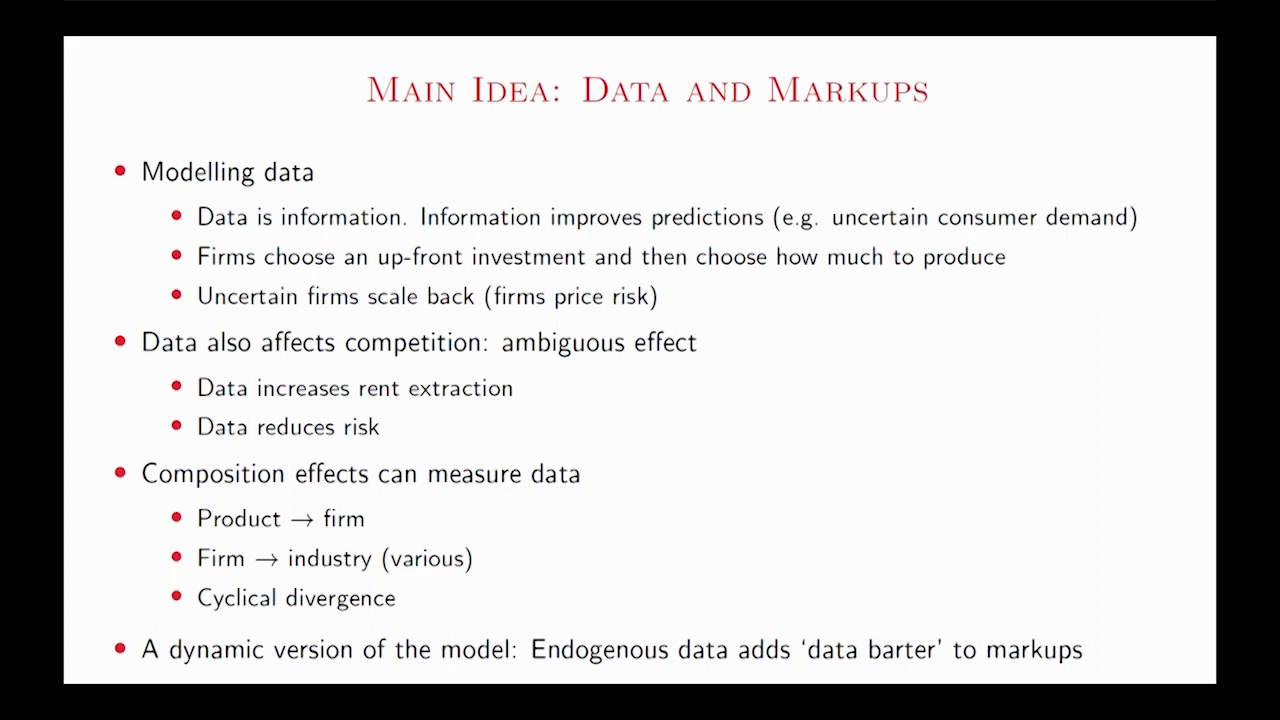 Main Idea: Data and Markups
• Modelling data
• Data is information. Information improves predictions (e.g. uncertain consumer demand)
• Firms choose an up-front investment and then choose how much to produce
• Uncertain firms scale back (firms price risk)
• Data also affects competition: ambiguous effect
• Data increases rent extraction
• Data reduces risk
• Composition effects can measure data
• Product → firm
• Firm → industry (various)
• Cyclical divergence
• A dynamic version of the model: Endogenous data adds ‘data barter’ to markups